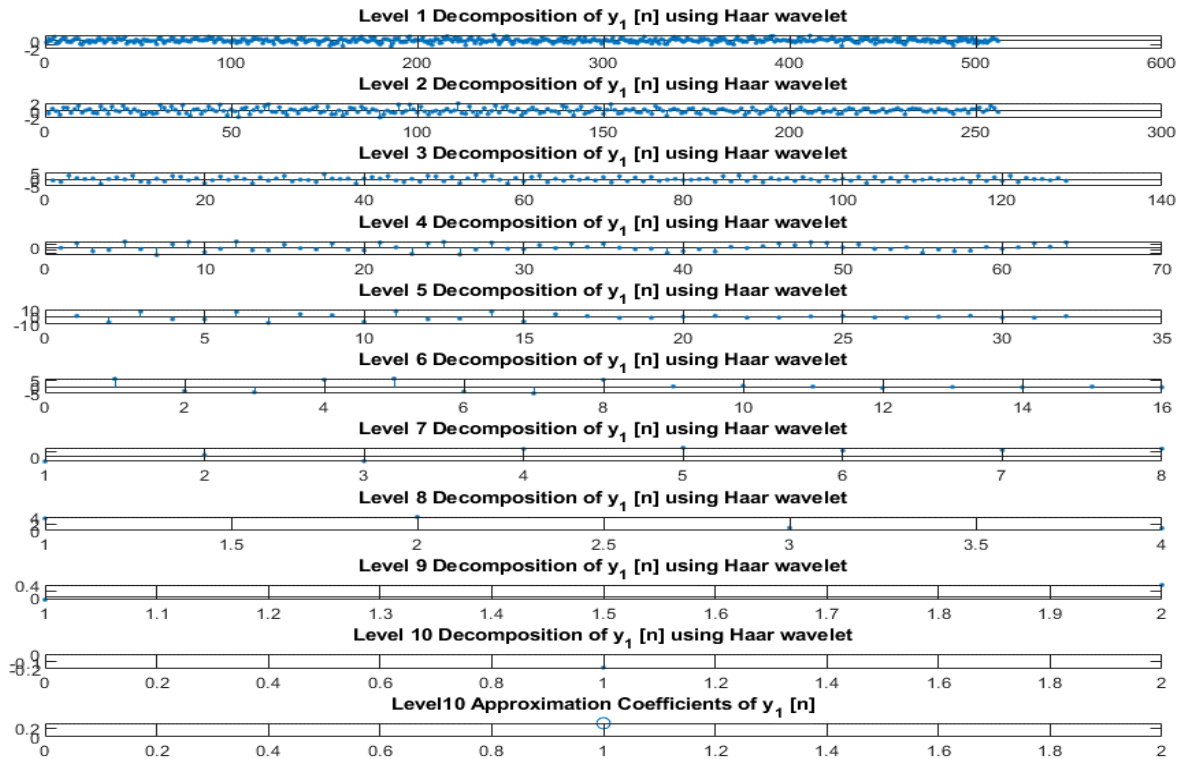 Level 1 Decomposition of y1 [n] using Haar wavelet
0
-2
0 100 200 300 400 500 600
Level 2 Decomposition of y1 [n] using Haar wavelet
2
0
-2
0 50 100 150 200 250 300
Level 3 Decomposition of y1 [n] using Haar wavelet
5
0
-5
0 20 40 60 80 100 120 140
Level 4 Decomposition of y1 [n] using Haar wavelet
0
0 10 20 30 40 50 60 70
Level 5 Decomposition of y1 [n] using Haar wavelet
10
0
-10
0 5 10 15 20 25 30 35
Level 6 Decomposition of y1 [n] using Haar wavelet
5
0
-5
0 2 4 6 8 10 12 14 16
Level 7 Decomposition of y1 [n] using Haar wavelet
0
1 2 3 4 5 6 7 8
Level 8 Decomposition of y1 [n] using Haar wavelet
4
2
0
1 1.5 2 2.5 3 3.5 4
Level 9 Decomposition of y1 [n] using Haar wavelet
0.4
0
1 1.1 1.2 1.3 1.4 1.5 1.6 1.7 1.8 1.9 2
Level 10 Decomposition of y1 [n] using Haar wavelet
0
-0.1
-0.2
0 0.2 0.4 0.6 0.8 1 1.2 1.4 1.6 1.8 2
Level10 Approximation Coefficients of y1 [n]
0.2
0
0 0.2 0.4 0.6 0.8 1 1.2 1.4 1.6 1.8 2